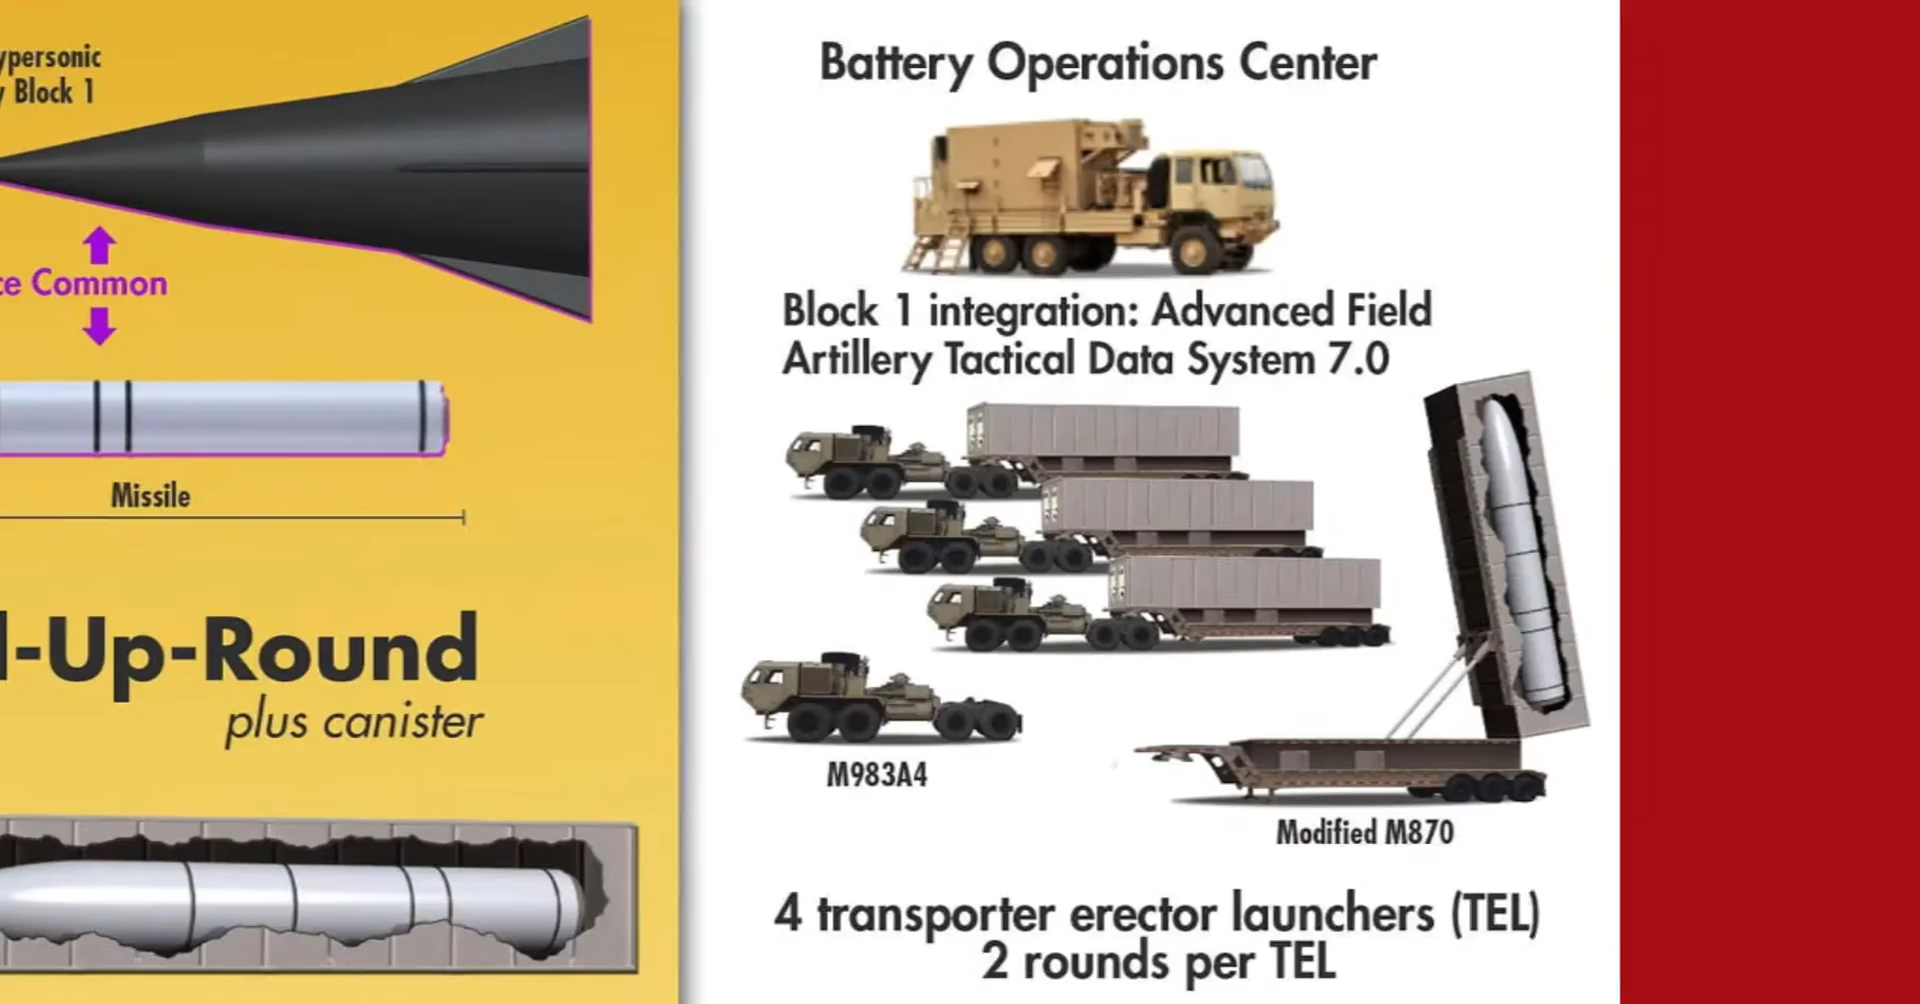 ypersonic
y Block 1
ce Common
Missile
l-Up-Round
plus canister
Battery Operations Center
Block 1 integration: Advanced Field
Artillery Tactical Data System 7.0
M983A4
Modified M870
4 transporter erector launchers (TEL)
2 rounds per TEL